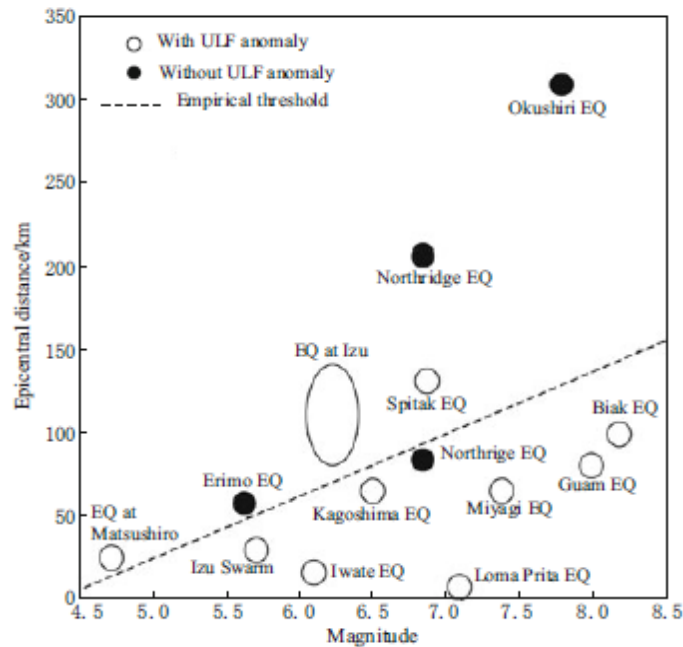 350
With ULF anomaly
Without ULF anomaly
Empirical threshold
300
Okushiri EQ
250
200
Northridge EQ
Epicentral distance/km
150
EQ at Izu
Spitak EQ
Biak EQ
100
Erimo EQ
Northrige EQ
Guam EQ
EQ at
Matsushiro
Kagoshima EQ
Miyagi EQ
50
Izu Swarm
Iwate EQ
Loma Prita EQ
0
4.5 5.0 5.5 6.0 6.5 7.0 7.5 8.0 8.5
Magnitude